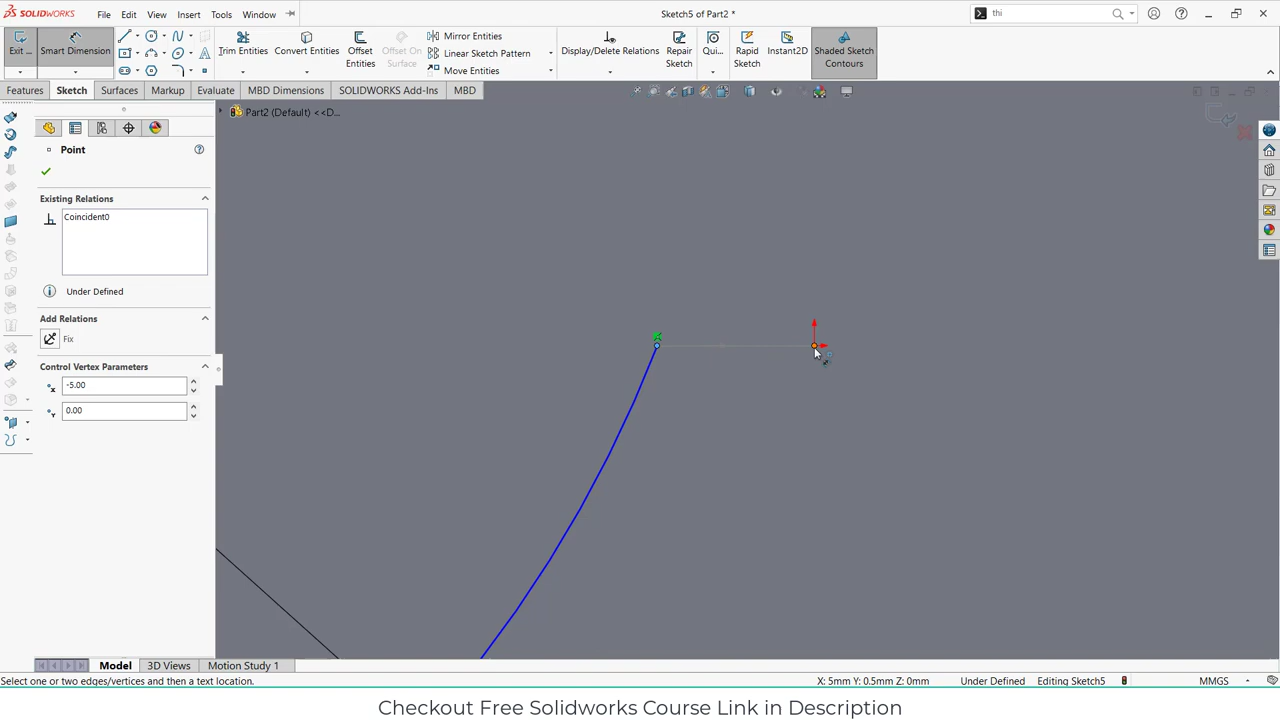 SOLIDWORKS
File
Edit
View
Insert
Tools
Window
Sketch5 of Part2 *
thi
Exit ...
Smart Dimension
Trim Entities
Convert Entities
Offset Entities
Offset On Surface
Mirror Entities
Linear Sketch Pattern
Move Entities
Display/Delete Relations
Repair Sketch
Qui...
Rapid Sketch
Instant2D
Shaded Sketch Contours
Features
Sketch
Surfaces
Markup
Evaluate
MBD Dimensions
SOLIDWORKS Add-Ins
MBD
Part2 (Default) <<D...
Point
Existing Relations
Coincident0
Under Defined
Add Relations
Fix
Control Vertex Parameters
-5.00
0.00
Model
3D Views
Motion Study 1
Select one or two edges/vertices and then a text location.
X: 5mm Y: 0.5mm Z: 0mm
Under Defined
Editing Sketch5
MMGS
Checkout Free Solidworks Course Link in Description